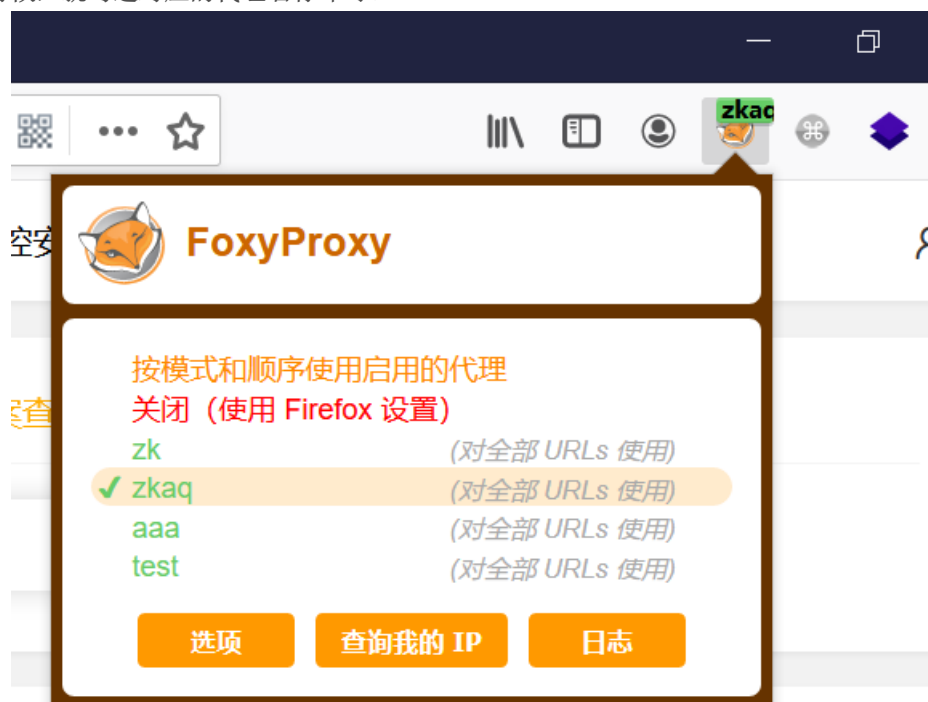 zkaq
空安
FoxyProxy
按模式和顺序使用启用的代理
关闭（使用 Firefox 设置）
zk (对全部 URLs 使用)
✔ zkaq (对全部 URLs 使用)
aaa (对全部 URLs 使用)
test (对全部 URLs 使用)
选项 查询我的 IP 日志